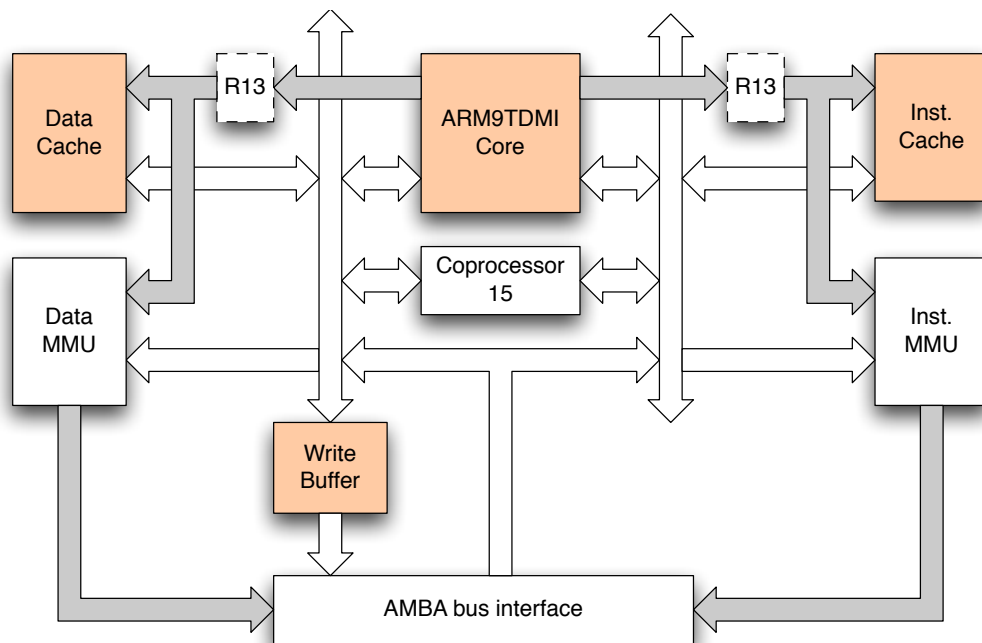 Data
Cache
R13
ARM9TDMI
Core
R13
Inst.
Cache
Data
MMU
Coprocessor
15
Inst.
MMU
Write
Buffer
AMBA bus interface